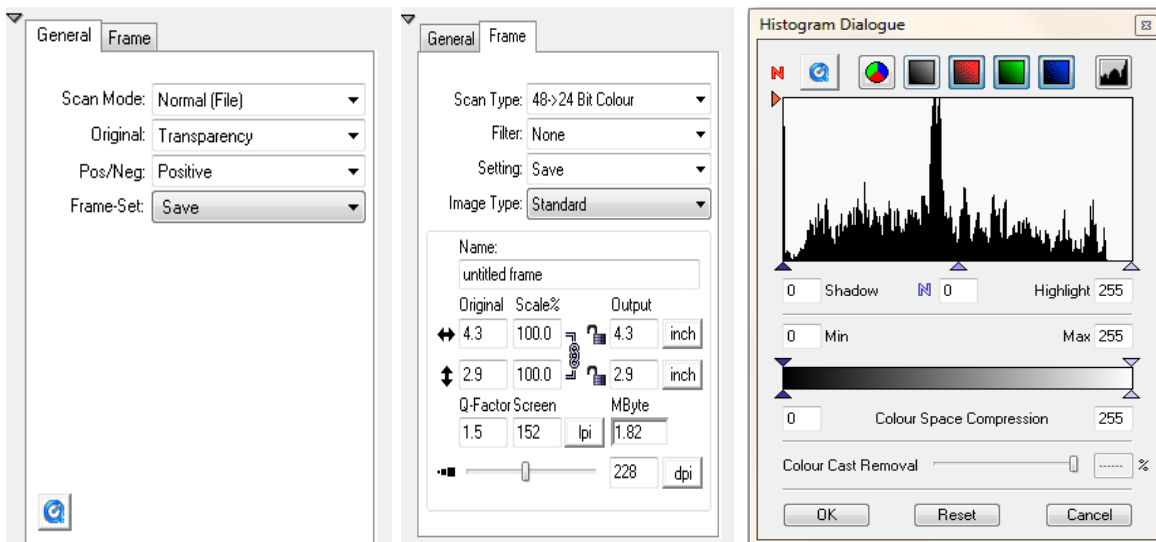 General Frame
Scan Mode: Normal (File)
Original: Transparency
Pos/Neg: Positive
Frame-Set: Save
General Frame
Scan Type: 48->24 Bit Colour
Filter: None
Setting: Save
Image Type: Standard
Name:
untitled frame
Original Scale% Output
4.3 100.0 4.3 inch
2.9 100.0 2.9 inch
Q-Factor Screen MByte
1.5 152 lpi 1.82
228 dpi
Histogram Dialogue
N
0 Shadow N 0 Highlight 255
0 Min Max 255
0 Colour Space Compression 255
Colour Cast Removal ----- %
OK Reset Cancel